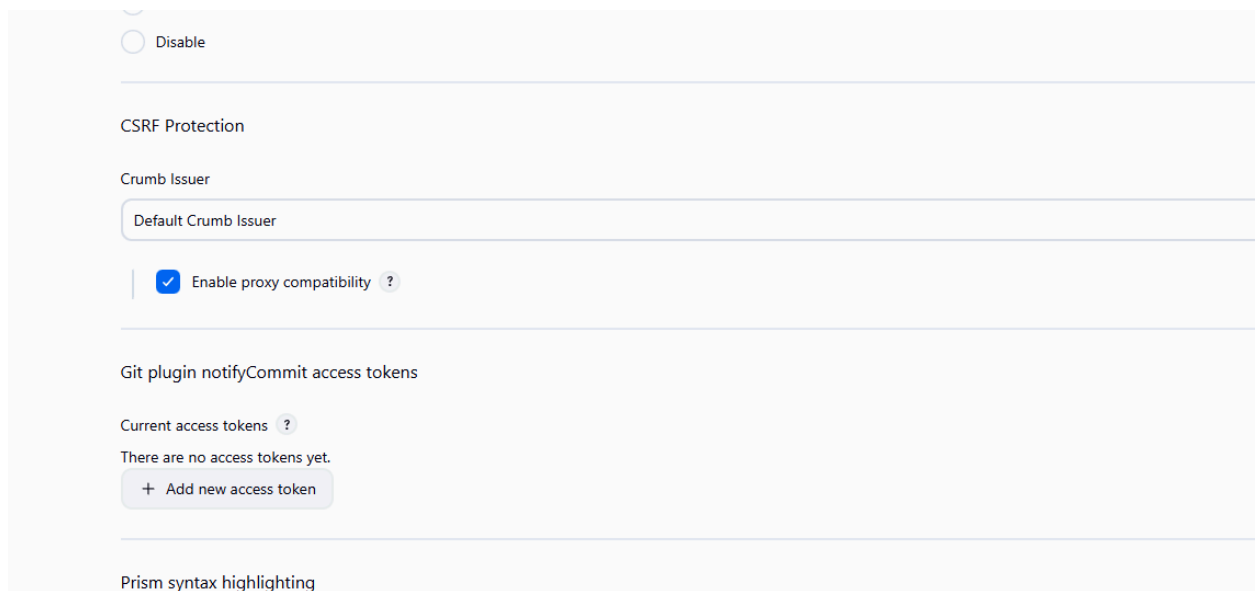 Disable
CSRF Protection
Crumb Issuer
Default Crumb Issuer
Enable proxy compatibility ?
Git plugin notifyCommit access tokens
Current access tokens ?
There are no access tokens yet.
+ Add new access token
Prism syntax highlighting